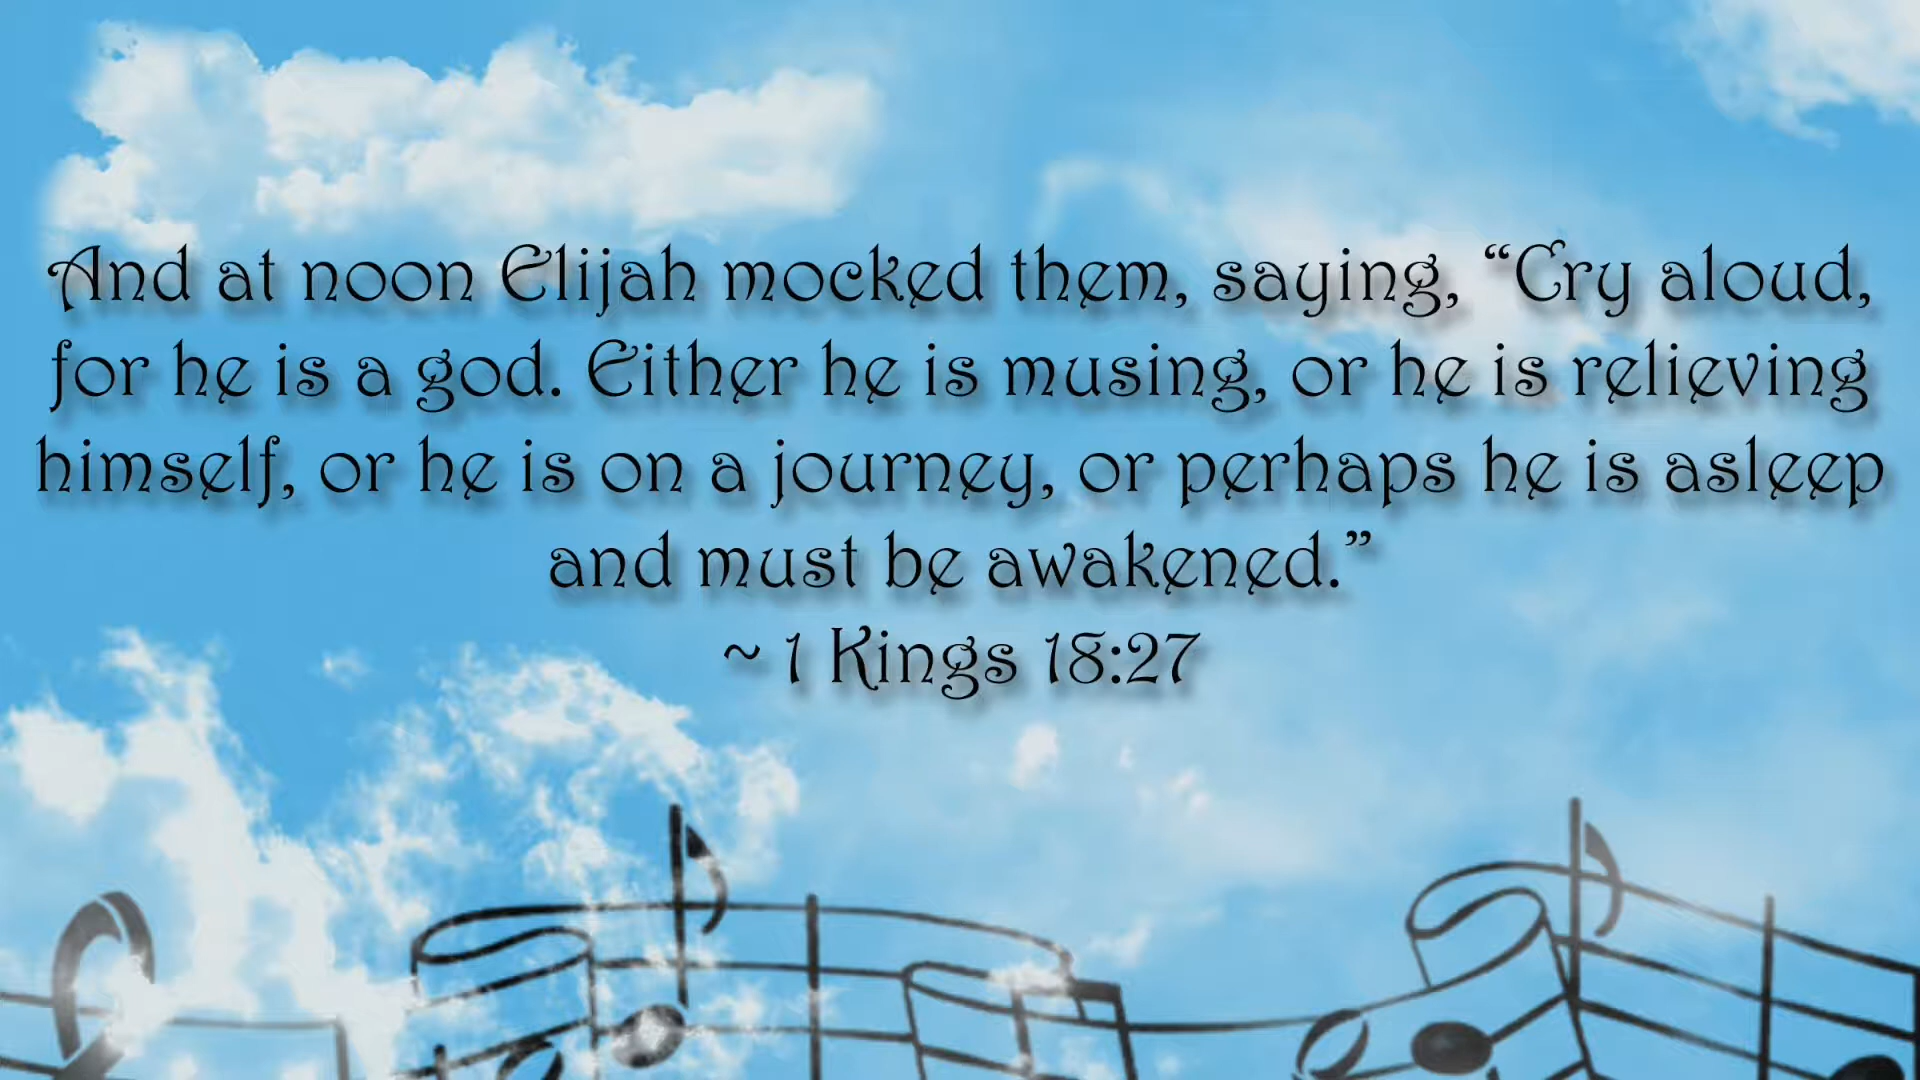 And at noon Elijah mocked them, saying, “Cry aloud,
for he is a god. Either he is musing, or he is relieving
himself, or he is on a journey, or perhaps he is asleep
and must be awakened.”
~ 1 Kings 18:27